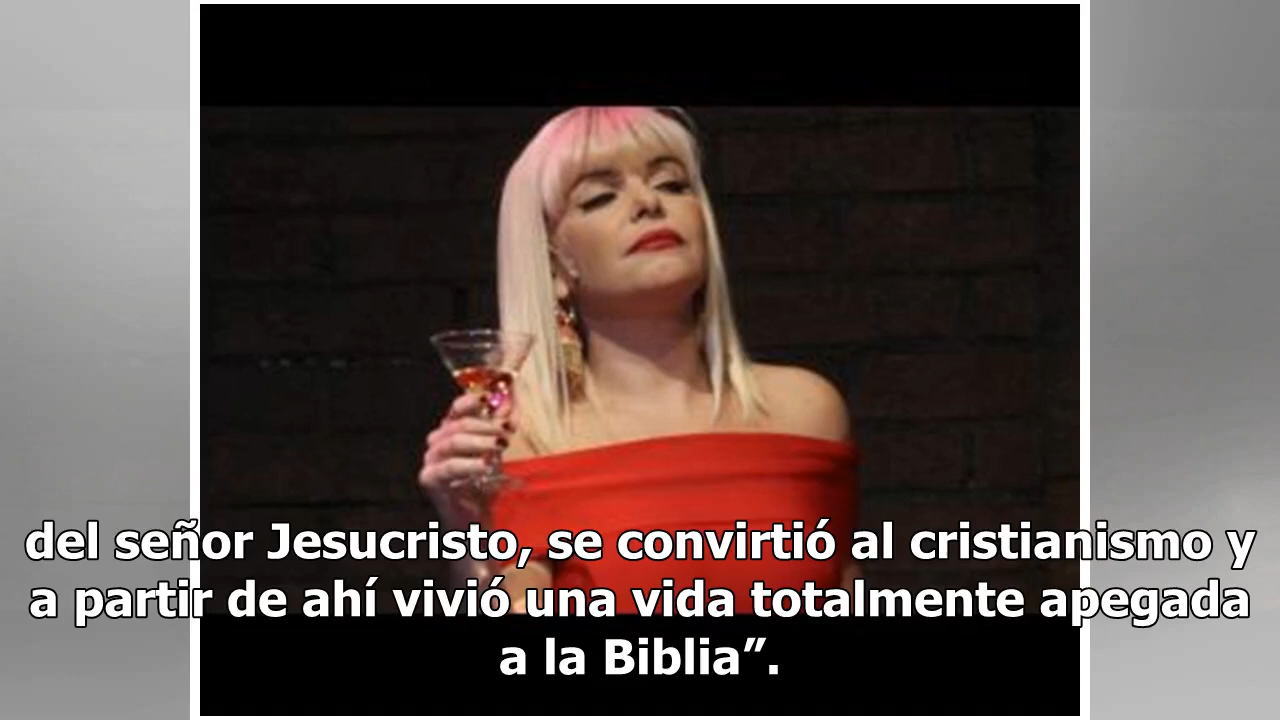 del señor Jesucristo, se convirtió al cristianismo y
a partir de ahí vivió una vida totalmente apegada
a la Biblia”.